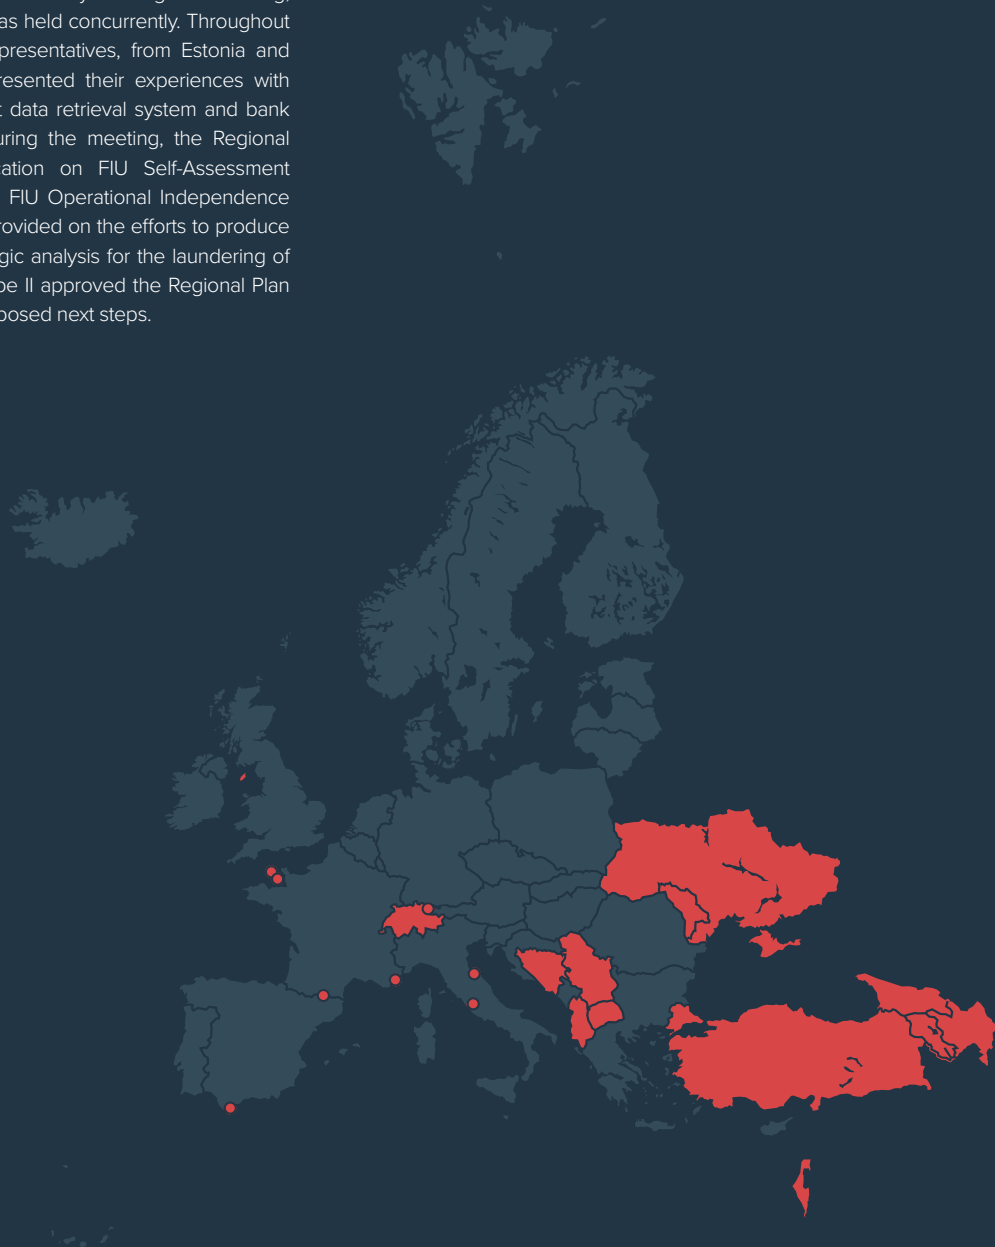 as held concurrently. Throughout
presentatives, from Estonia and
resented their experiences with
data retrieval system and bank
uring the meeting, the Regional
ation on FIU Self-Assessment
FIU Operational Independence
rovided on the efforts to produce
gic analysis for the laundering of
pe II approved the Regional Plan
posed next steps.